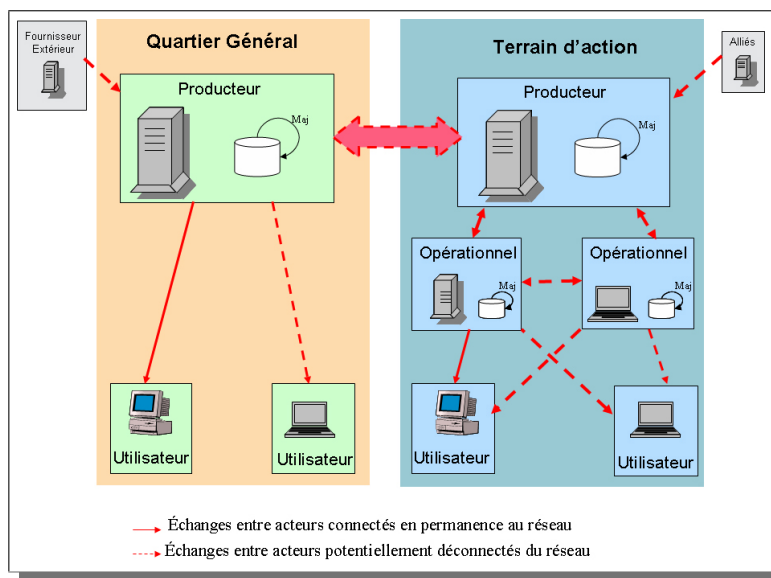 Fournisseur
Extérieur
Quartier Général
Terrain d'action
Alliés
Producteur
Maj
Producteur
Maj
Opérationnel
Maj
Opérationnel
Maj
Utilisateur
Utilisateur
Utilisateur
Utilisateur
Échanges entre acteurs connectés en permanence au réseau
Échanges entre acteurs potentiellement déconnectés du réseau